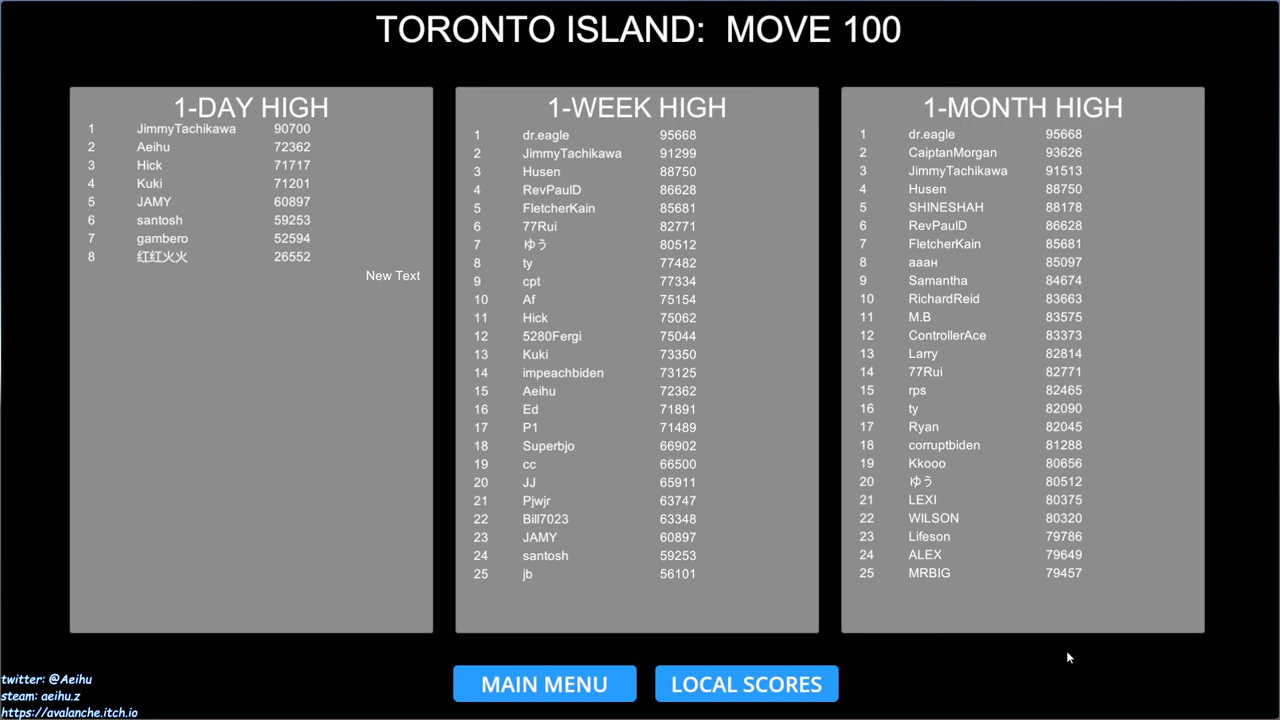 TORONTO ISLAND: MOVE 100
1-DAY HIGH
1 JimmyTachikawa 90700
2 Aeihu 72362
3 Hick 71717
4 Kuki 71201
5 JAMY 60897
6 santosh 59253
7 gambero 52594
8 红红火火 26552
New Text
1-WEEK HIGH
1 dr.eagle 95668
2 JimmyTachikawa 91299
3 Husen 88750
4 RevPaulD 86628
5 FletcherKain 85681
6 77Rui 82771
7 ゆう 80512
8 ty 77482
9 cpt 77334
10 Af 75154
11 Hick 75062
12 5280Fergi 75044
13 Kuki 73350
14 impeachbiden 73125
15 Aeihu 72362
16 Ed 71891
17 P1 71489
18 Superbjo 66902
19 cc 66500
20 JJ 65911
21 Pjwjr 63747
22 Bill7023 63348
23 JAMY 60897
24 santosh 59253
25 jb 56101
1-MONTH HIGH
1 dr.eagle 95668
2 CaiptanMorgan 93626
3 JimmyTachikawa 91513
4 Husen 88750
5 SHINESHAH 88178
6 RevPaulD 86628
7 FletcherKain 85681
8 ааан 85097
9 Samantha 84674
10 RichardReid 83663
11 M.B 83575
12 ControllerAce 83373
13 Larry 82814
14 77Rui 82771
15 rps 82465
16 ty 82090
17 Ryan 82045
18 corruptbiden 81288
19 Kkooo 80656
20 ゆう 80512
21 LEXI 80375
22 WILSON 80320
23 Lifeson 79786
24 ALEX 79649
25 MRBIG 79457
MAIN MENU
LOCAL SCORES
twitter: @Aeihu
steam: aeihu.z
https://avalanche.itch.io